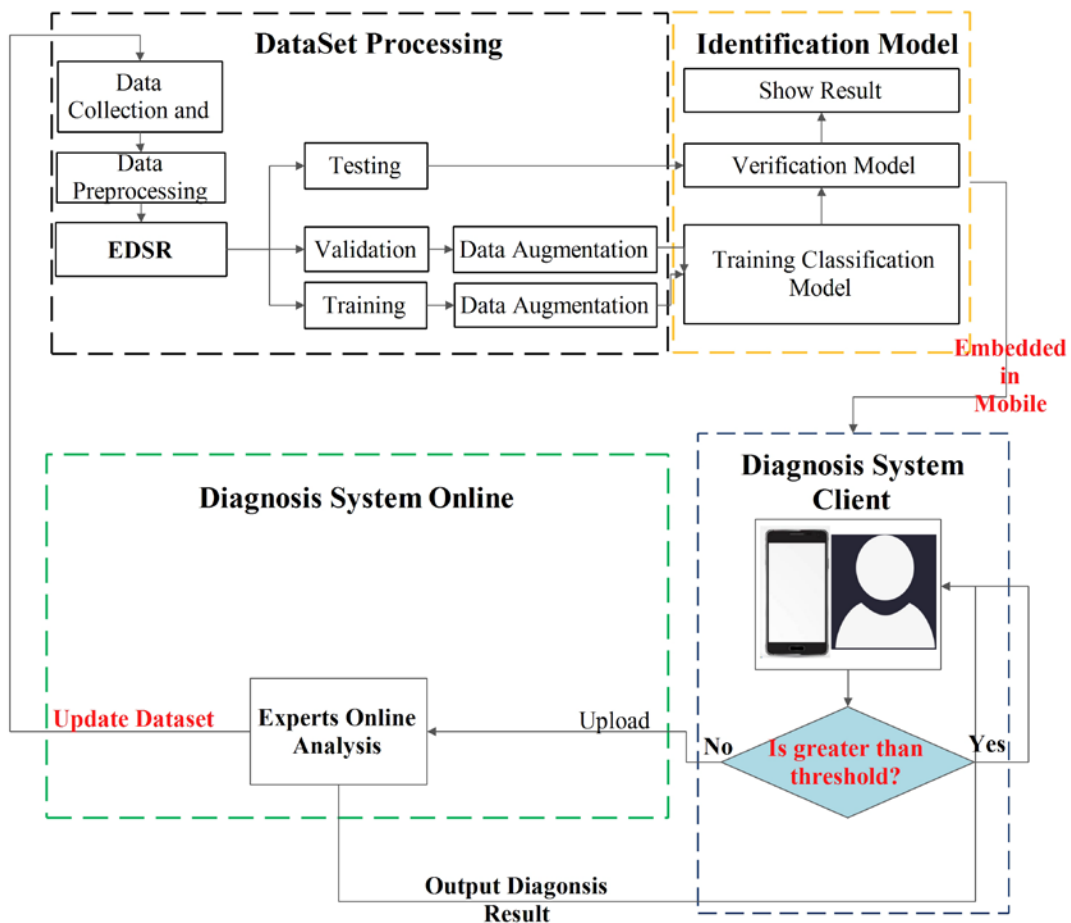 DataSet Processing
Data
Collection and
Data
Preprocessing
EDSR
Testing
Validation
Data Augmentation
Training
Data Augmentation
Identification Model
Show Result
Verification Model
Training Classification
Model
Embedded
in
Mobile
Diagnosis System Online
Update Dataset
Experts Online
Analysis
Upload
Diagnosis System
Client
No
Is greater than
threshold?
Yes
Output Diagonsis
Result